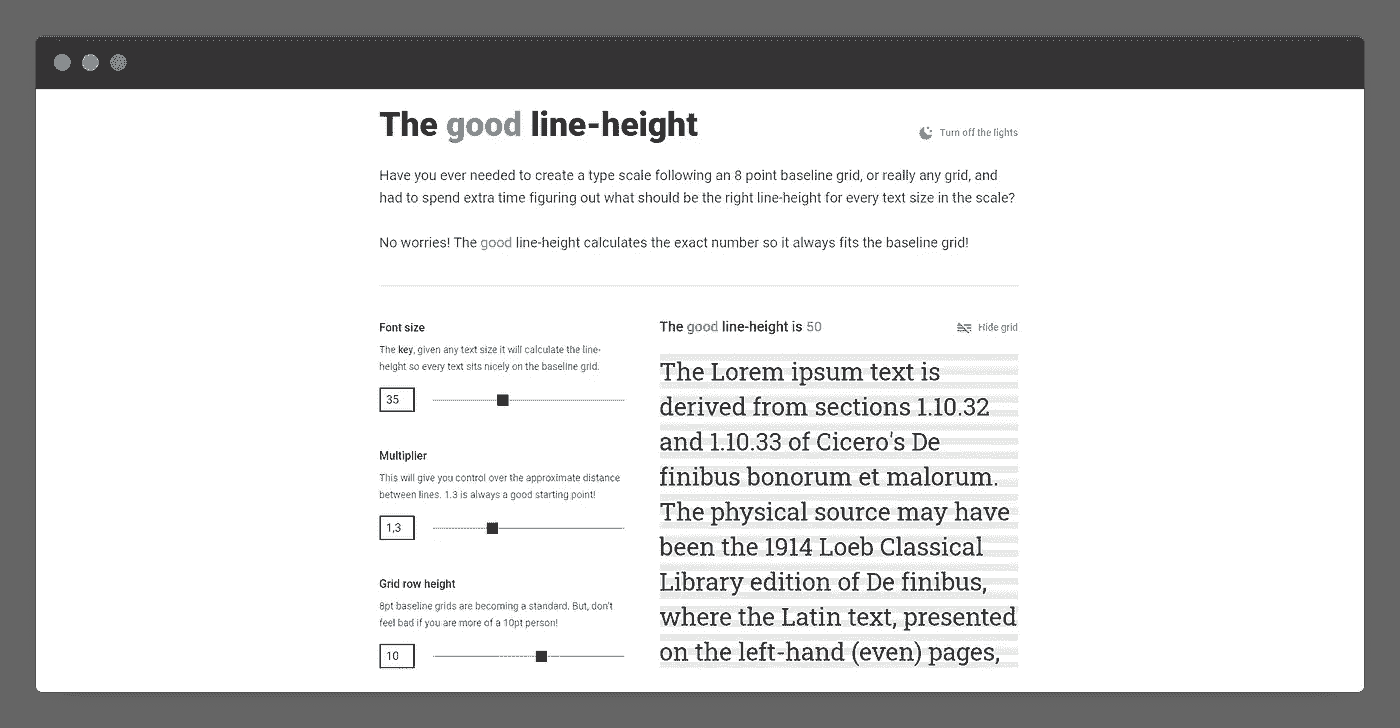 The good line-height
Turn off the lights
Have you ever needed to create a type scale following an 8 point baseline grid, or really any grid, and
had to spend extra time figuring out what should be the right line-height for every text size in the scale?
No worries! The good line-height calculates the exact number so it always fits the baseline grid!
Font size
The key, given any text size it will calculate the line-
height so every text sits nicely on the baseline grid.
35
Multiplier
This will give you control over the approximate distance
between lines. 1.3 is always a good starting point!
1,3
Grid row height
8pt baseline grids are becoming a standard. But, don't
feel bad if you are more of a 10pt person!
10
The good line-height is 50
Hide grid
The Lorem ipsum text is
derived from sections 1.10.32
and 1.10.33 of Cicero's De
finibus bonorum et malorum.
The physical source may have
been the 1914 Loeb Classical
Library edition of De finibus,
where the Latin text, presented
on the left-hand (even) pages,